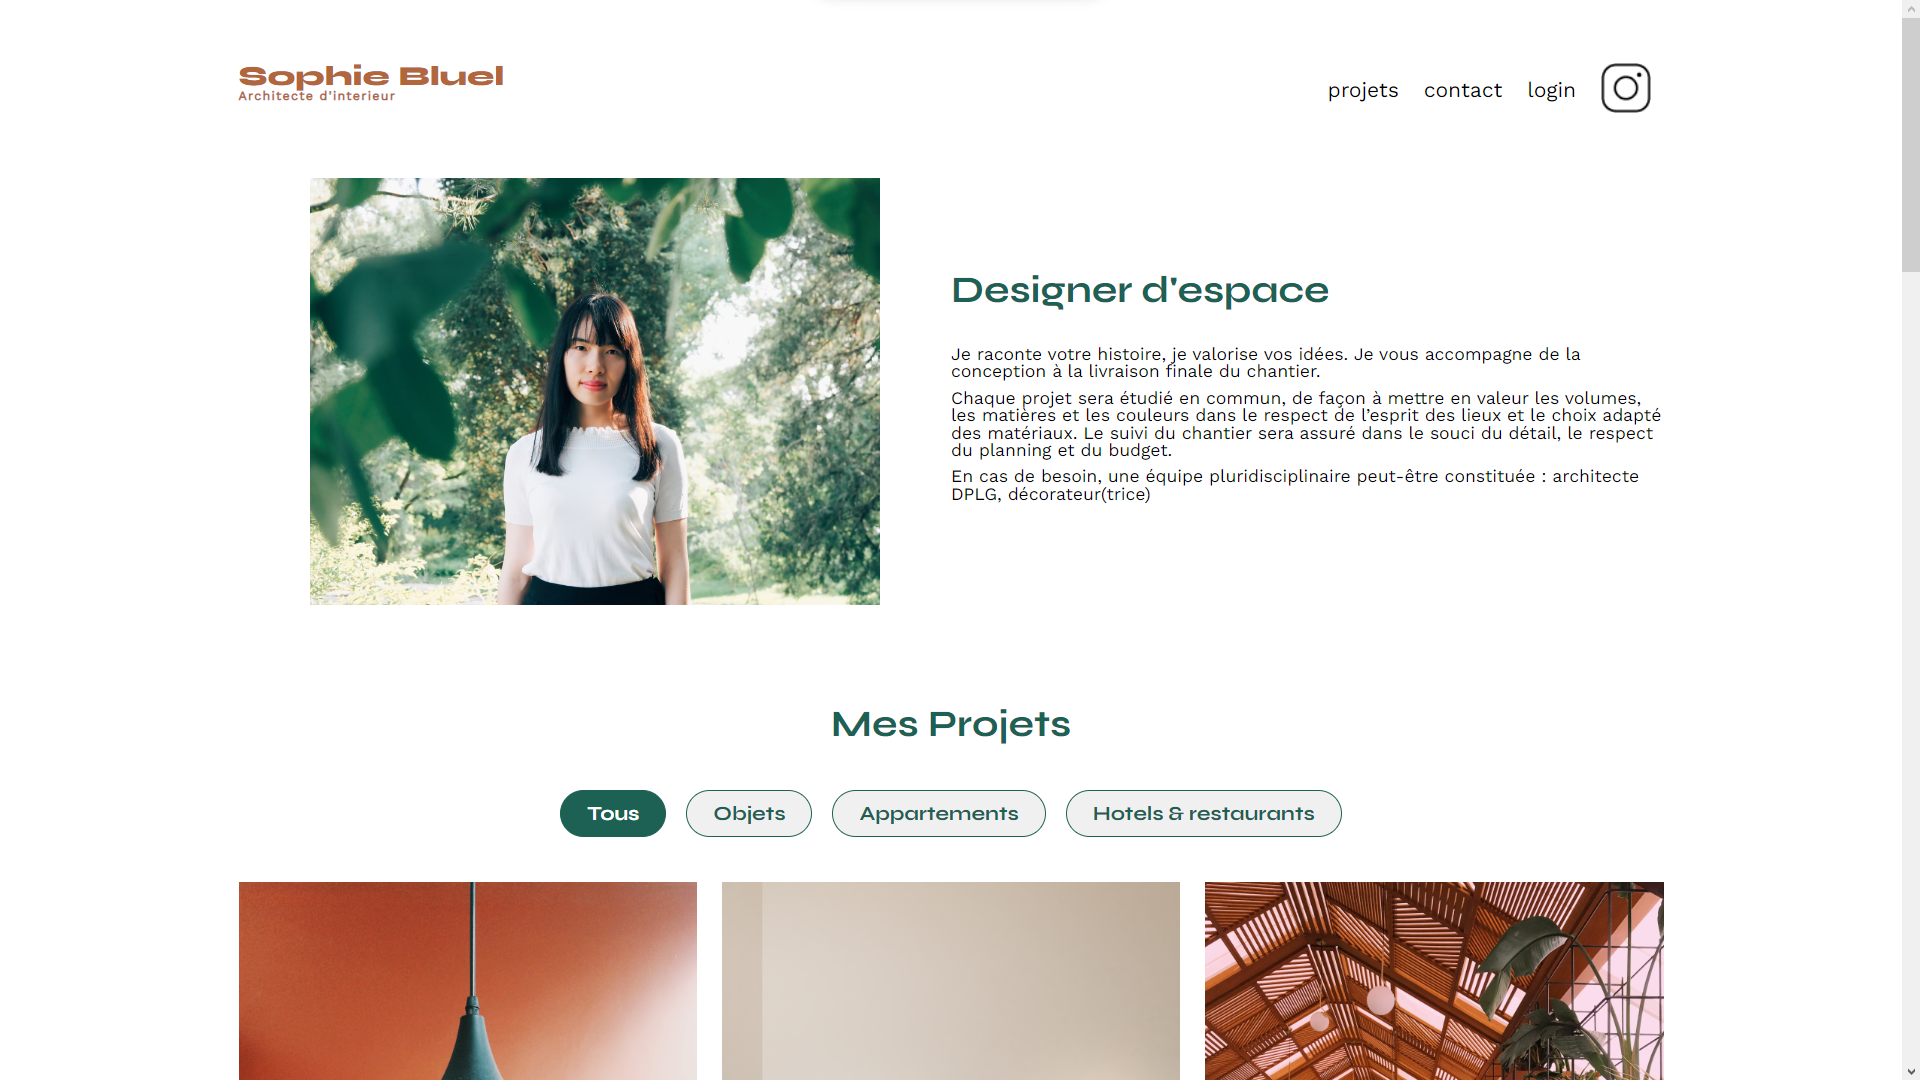 Sophie Bluel
Architecte d'interieur
projets
contact
login
Designer d'espace
Je raconte votre histoire, je valorise vos idées. Je vous accompagne de la
conception à la livraison finale du chantier.
Chaque projet sera étudié en commun, de façon à mettre en valeur les volumes,
les matières et les couleurs dans le respect de l’esprit des lieux et le choix adapté
des matériaux. Le suivi du chantier sera assuré dans le souci du détail, le respect
du planning et du budget.
En cas de besoin, une équipe pluridisciplinaire peut-être constituée : architecte
DPLG, décorateur(trice)
Mes Projets
Tous
Objets
Appartements
Hotels & restaurants